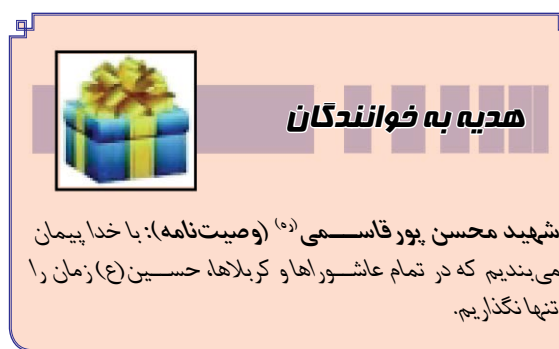 هدیه به خوانندگان
شهید محسن پورقاسمی(ره) (وصیت‌نامه): با خدا پیمان
می‌بندیم که در تمام عاشوراها و کربلاها، حسین(ع) زمان را
تنها نگذاریم.